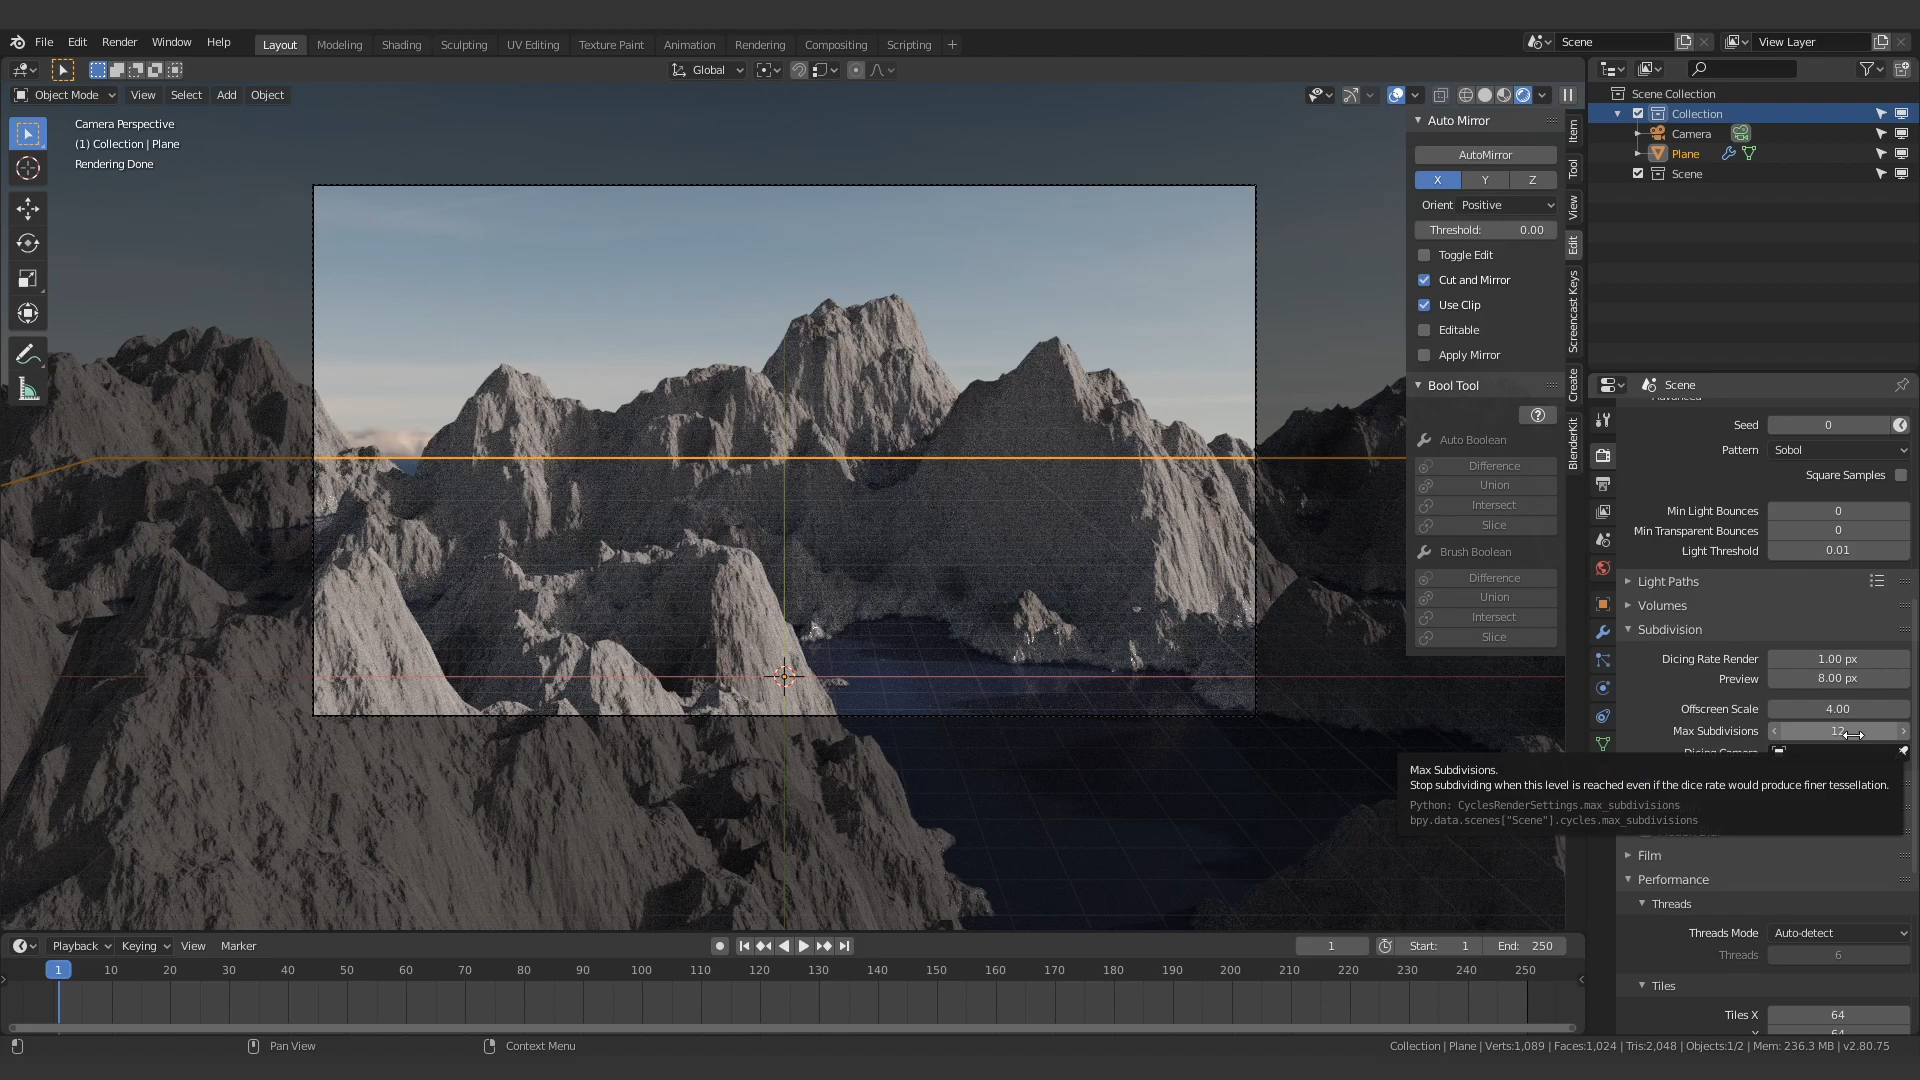 File Edit Render Window Help
Layout Modeling Shading Sculpting UV Editing Texture Paint Animation Rendering Compositing Scripting +
Scene
View Layer
Global
Object Mode View Select Add Object
Camera Perspective
(1) Collection | Plane
Rendering Done
Auto Mirror
AutoMirror
X Y Z
Orient Positive
Threshold: 0.00
Toggle Edit
Cut and Mirror
Use Clip
Editable
Apply Mirror
Bool Tool
Auto Boolean
Difference
Union
Intersect
Slice
Brush Boolean
Difference
Union
Intersect
Slice
Item
Tool
View
Edit
Screencast Keys
Create
BlenderKit
Scene Collection
Collection
Camera
Plane
Scene
Scene
Advanced
Seed 0
Pattern Sobol
Square Samples
Min Light Bounces 0
Min Transparent Bounces 0
Light Threshold 0.01
Light Paths
Volumes
Subdivision
Dicing Rate Render 1.00 px
Preview 8.00 px
Offscreen Scale 4.00
Max Subdivisions 12
Dicing Camera
Max Subdivisions.
Stop subdividing when this level is reached even if the dice rate would produce finer tessellation.
Python: CyclesRenderSettings.max_subdivisions
bpy.data.scenes["Scene"].cycles.max_subdivisions
Film
Performance
Threads
Threads Mode Auto-detect
Threads 6
Tiles
Tiles X 64
Y 64
Playback Keying View Marker
1 Start: 1 End: 250
1 10 20 30 40 50 60 70 80 90 100 110 120 130 140 150 160 170 180 190 200 210 220 230 240 250
Pan View Context Menu
Collection | Plane | Verts:1,089 | Faces:1,024 | Tris:2,048 | Objects:1/2 | Mem: 236.3 MB | v2.80.75